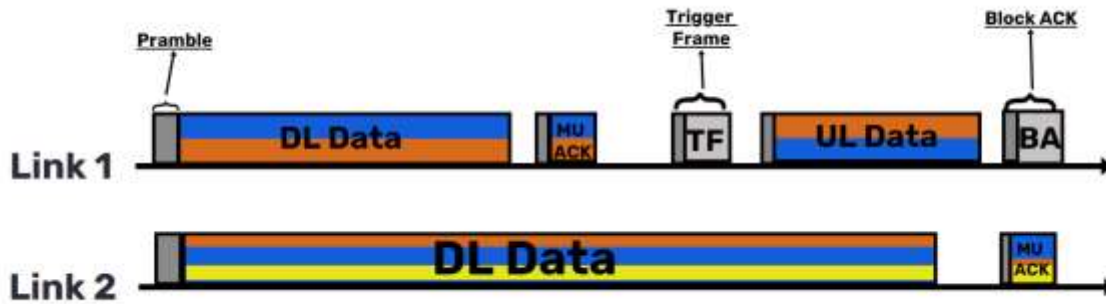 Pramble
Trigger
Frame
Block ACK
Link 1
DL Data
MU
ACK
TF
UL Data
BA
Link 2
DL Data
MU
ACK